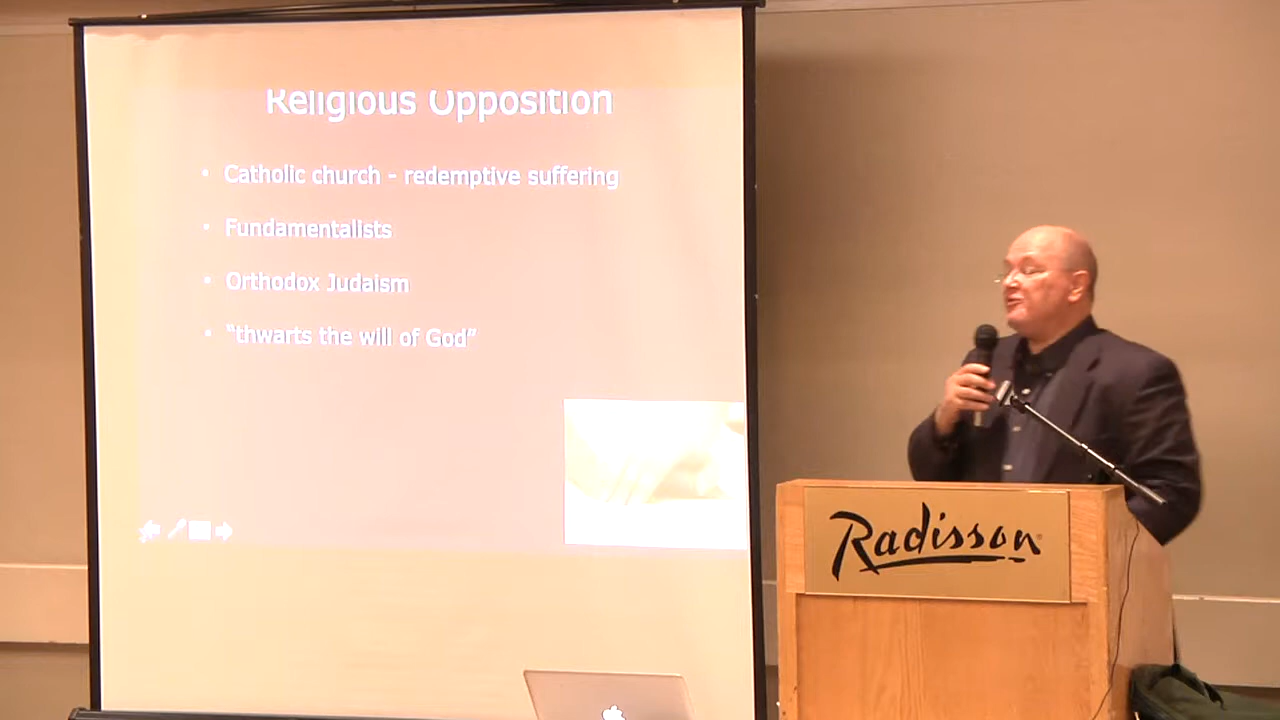 Religious Opposition
• Catholic church - redemptive suffering
• Fundamentalists
• Orthodox Judaism
• “thwarts the will of God”
Radisson